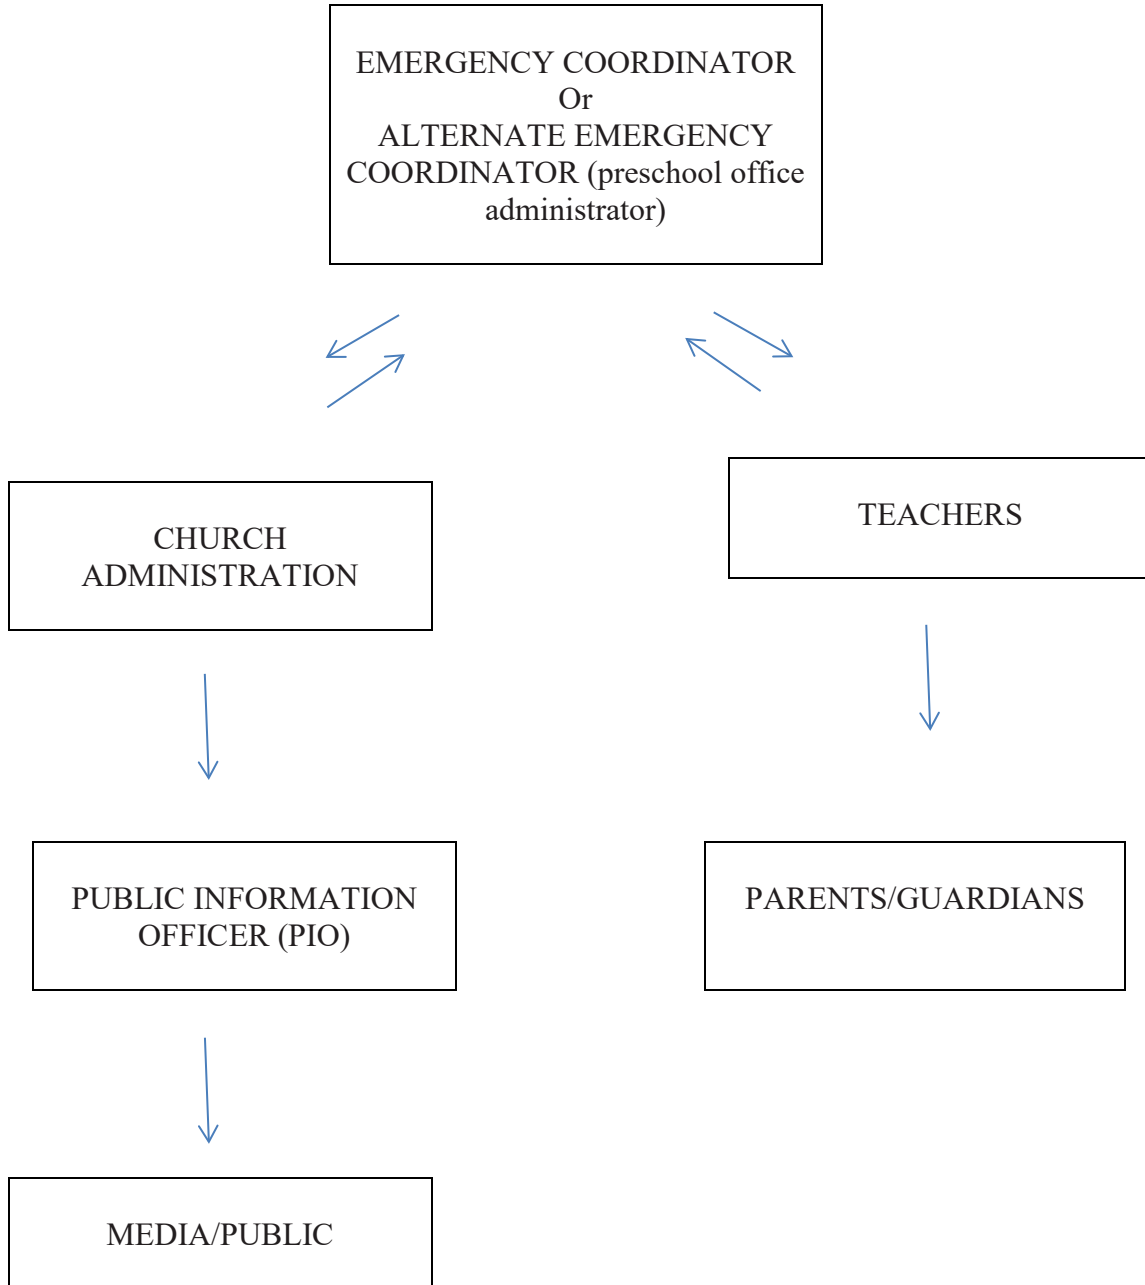 EMERGENCY COORDINATOR
Or
ALTERNATE EMERGENCY
COORDINATOR (preschool office
administrator)
CHURCH
ADMINISTRATION
TEACHERS
PUBLIC INFORMATION
OFFICER (PIO)
PARENTS/GUARDIANS
MEDIA/PUBLIC